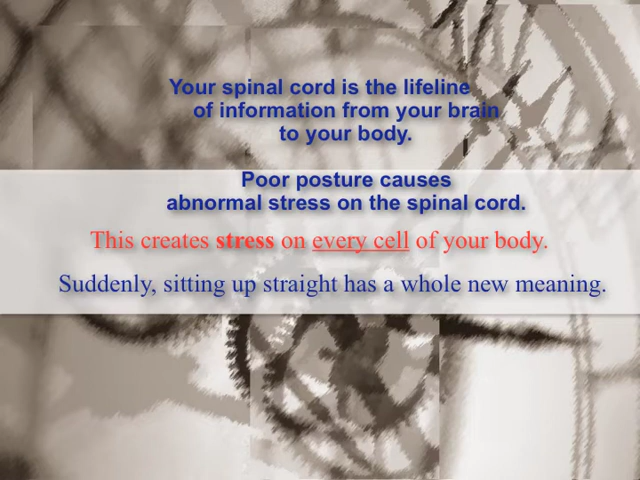 Your spinal cord is the lifeline
of information from your brain
to your body.
Poor posture causes
abnormal stress on the spinal cord.
This creates stress on every cell of your body.
Suddenly, sitting up straight has a whole new meaning.